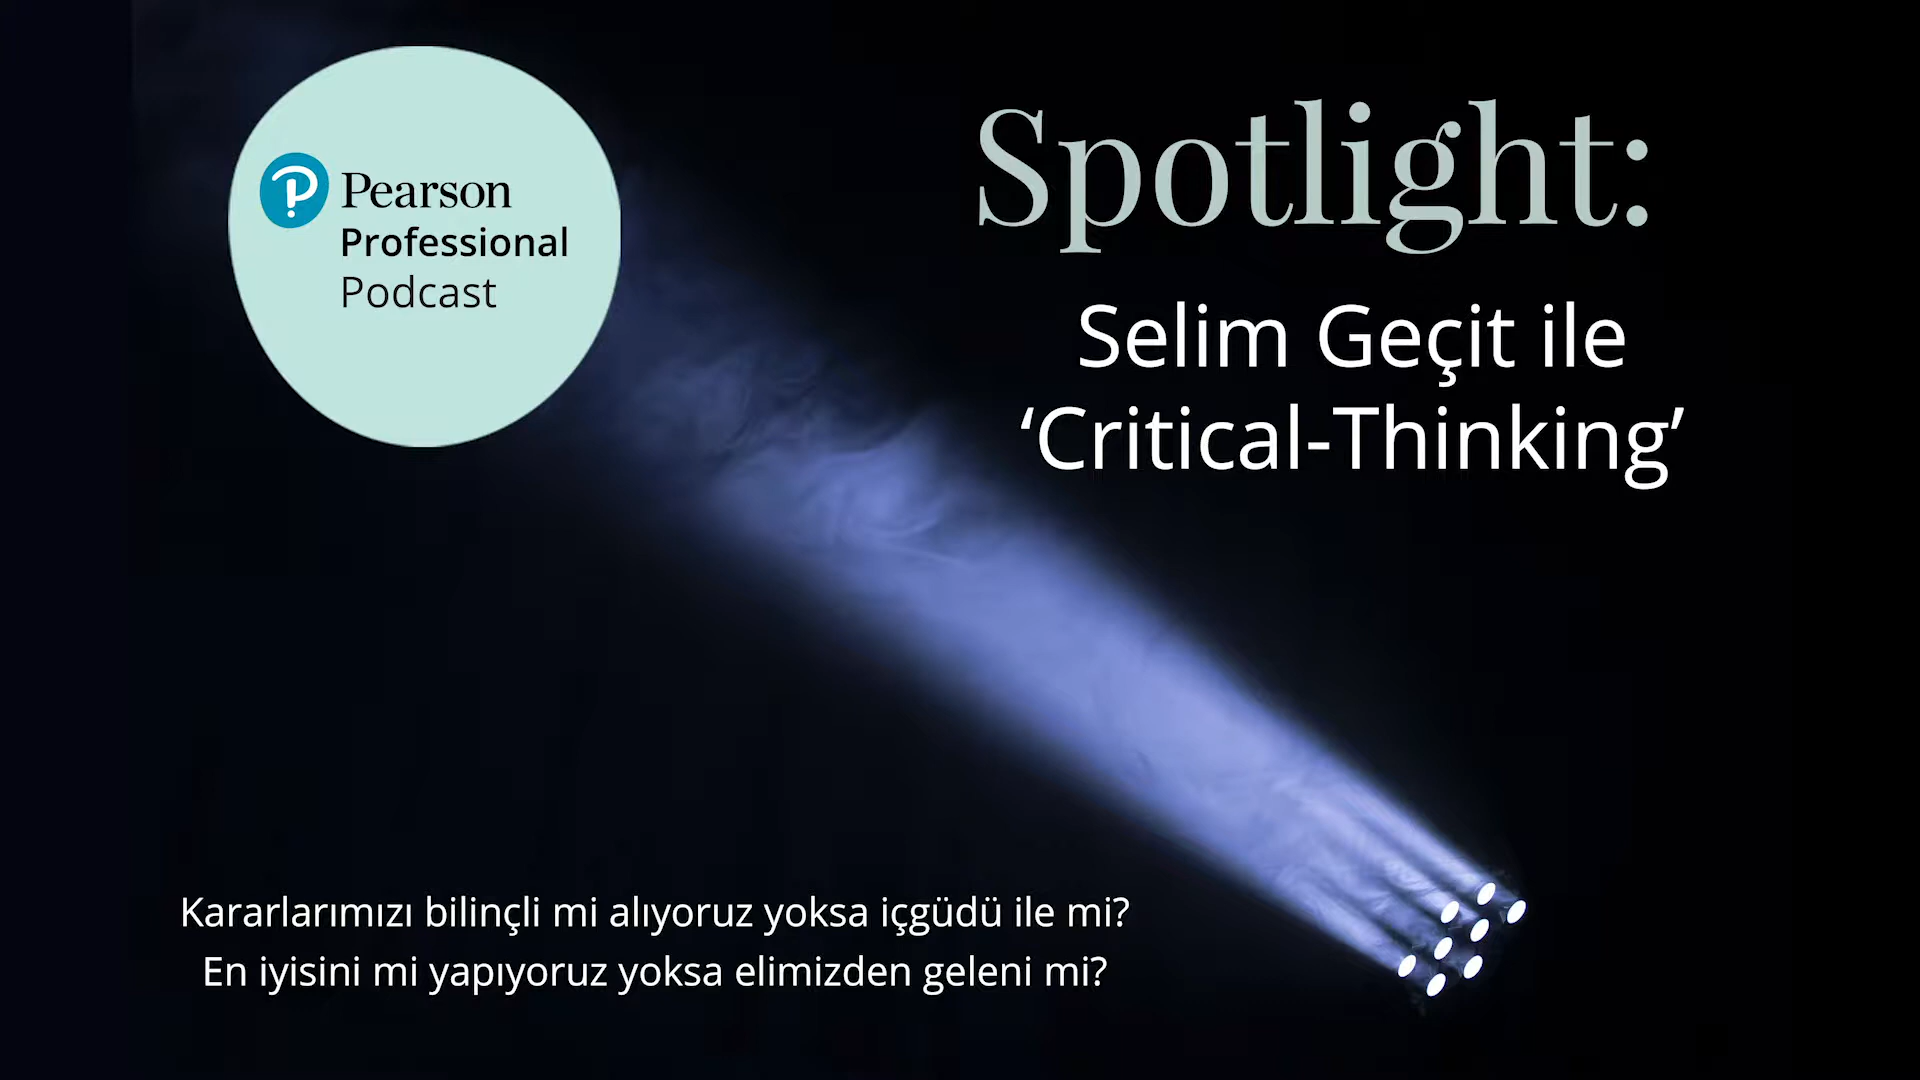 Pearson
Professional
Podcast
Spotlight:
Selim Geçit ile
‘Critical-Thinking’
Kararlarımızı bilinçli mi alıyoruz yoksa içgüdü ile mi?
En iyisini mi yapıyoruz yoksa elimizden geleni mi?